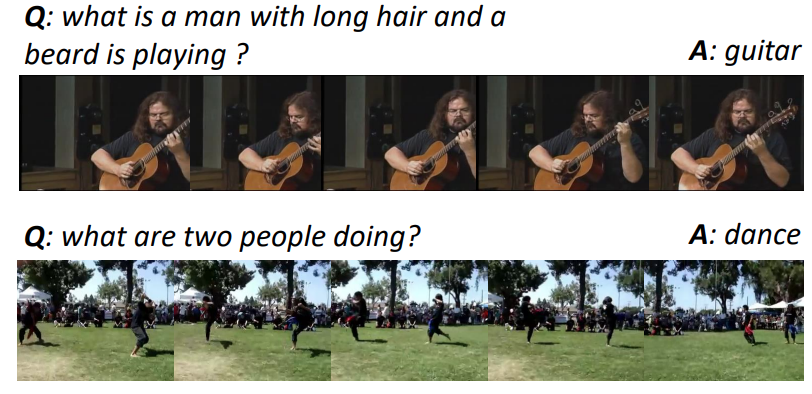 Q: what is a man with long hair and a
beard is playing ?
A: guitar
Q: what are two people doing?
A: dance